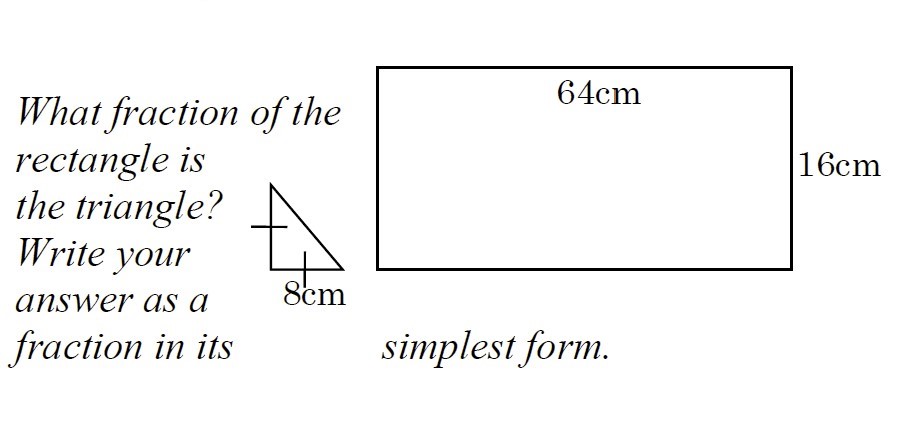 64cm
What fraction of the
rectangle is
16cm
the triangle?
Write your
8cm
answer as a
fraction in its simplest form.